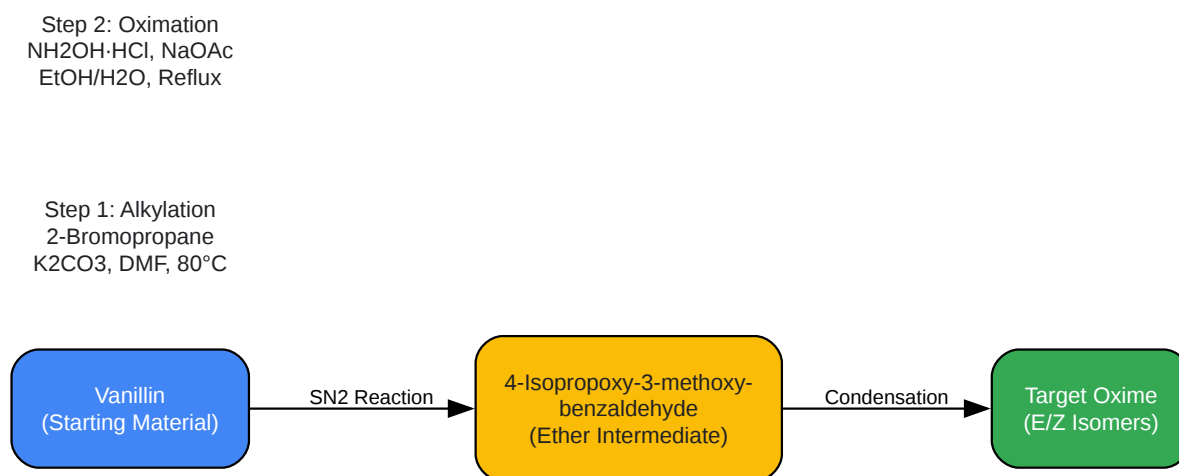 Step 2: Oximation
NH2OH·HCl, NaOAc
EtOH/H2O, Reflux
Step 1: Alkylation
2-Bromopropane
K2CO3, DMF, 80°C
Vanillin
(Starting Material)
SN2 Reaction
4-Isopropoxy-3-methoxy-
benzaldehyde
(Ether Intermediate)
Condensation
Target Oxime
(E/Z Isomers)